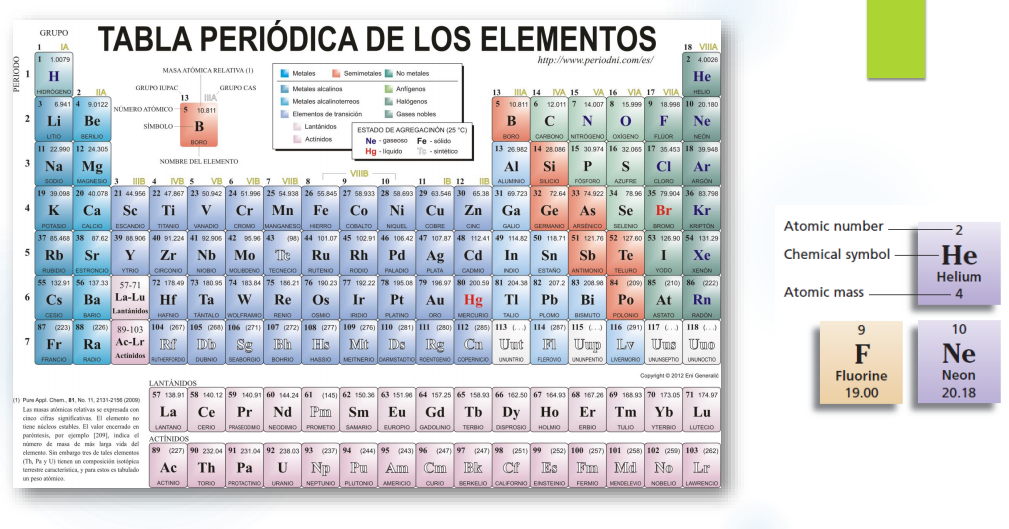 TABLA PERIÓDICA DE LOS ELEMENTOS
http://www.periodni.com/es/
GRUPO
PERIODO
1 IA
18 VIIIA
MASA ATÓMICA RELATIVA (1)
GRUPO IUPAC
GRUPO CAS
13 IIIA
NÚMERO ATÓMICO
5 10.811
SÍMBOLO
B
BORO
NOMBRE DEL ELEMENTO
Metales Semimetales No metales
Metales alcalinos Anfígenos
Metales alcalinoterreos Halógenos
Elementos de transición Gases nobles
Lantánidos
Actínidos
ESTADO DE AGREGACINÓN (25 °C)
Ne - gaseoso Fe - sólido
Hg - líquido Tc - sintético
1
1 1.0079 2 4.0026
H He
HIDRÓGENO HELIO
2 IIA 13 IIIA 14 IVA 15 VA 16 VIA 17 VIIA
2
3 6.941 4 9.0122 5 10.811 6 12.011 7 14.007 8 15.999 9 18.998 10 20.180
Li Be B C N O F Ne
LITIO BERILIO BORO CARBONO NITRÓGENO OXÍGENO FLÚOR NEÓN
3
11 22.990 12 24.305 13 26.982 14 28.086 15 30.974 16 32.065 17 35.453 18 39.948
Na Mg Al Si P S Cl Ar
SODIO MAGNESIO ALUMINIO SILICIO FÓSFORO AZUFRE CLORO ARGÓN
3 IIIB 4 IVB 5 VB 6 VIB 7 VIIB 8 9 VIIIB 10 11 IB 12 IIB
4
19 39.098 20 40.078 21 44.956 22 47.867 23 50.942 24 51.996 25 54.938 26 55.845 27 58.933 28 58.693 29 63.546 30 65.38 31 69.723 32 72.64 33 74.922 34 78.96 35 79.904 36 83.798
K Ca Sc Ti V Cr Mn Fe Co Ni Cu Zn Ga Ge As Se Br Kr
POTASIO CALCIO ESCANDIO TITANIO VANADIO CROMO MANGANESO HIERRO COBALTO NIQUEL COBRE CINC GALIO GERMANIO ARSÉNICO SELENIO BROMO KRIPTÓN
5
37 85.468 38 87.62 39 88.906 40 91.224 41 92.906 42 95.96 43 (98) 44 101.07 45 102.91 46 106.42 47 107.87 48 112.41 49 114.82 50 118.71 51 121.76 52 127.60 53 126.90 54 131.29
Rb Sr Y Zr Nb Mo Tc Ru Rh Pd Ag Cd In Sn Sb Te I Xe
RUBIDIO ESTRONCIO YTRIO CIRCONIO NIOBIO MOLIBDENO TECNECIO RUTENIO RODIO PALADIO PLATA CADMIO INDIO ESTAÑO ANTIMONIO TELURO YODO XENÓN
6
55 132.91 56 137.33 57-71 72 178.49 73 180.95 74 183.84 75 186.21 76 190.23 77 192.22 78 195.08 79 196.97 80 200.59 81 204.38 82 207.2 83 208.98 84 (209) 85 (210) 86 (222)
Cs Ba La-Lu Hf Ta W Re Os Ir Pt Au Hg Tl Pb Bi Po At Rn
CESIO BARIO Lantánidos HAFNIO TÁNTALO WOLFRAMIO RENIO OSMIO IRIDIO PLATINO ORO MERCURIO TALIO PLOMO BISMUTO POLONIO ASTATO RADÓN
7
87 (223) 88 (226) 89-103 104 (267) 105 (268) 106 (271) 107 (272) 108 (277) 109 (276) 110 (281) 111 (280) 112 (285) 113 (...) 114 (287) 115 (...) 116 (291) 117 (...) 118 (...)
Fr Ra Ac-Lr Rf Db Sg Bh Hs Mt Ds Rg Cn Uut Fl Uup Lv Uus Uuo
FRANCIO RADIO Actínidos RUTHERFORDIO DUBNIO SEABORGIO BOHRIO HASSIO MEITNERIO DARMSTADTIO ROENTGENIO COPERNICIO UNUNTRIO FLEROVIO UNUNPENTIO LIVERMORIO UNUNSEPTIO UNUNOCTIO
Copyright © 2012 Eni Generalić
LANTÁNIDOS
57 138.91 58 140.12 59 140.91 60 144.24 61 (145) 62 150.36 63 151.96 64 157.25 65 158.93 66 162.50 67 164.93 68 167.26 69 168.93 70 173.05 71 174.97
La Ce Pr Nd Pm Sm Eu Gd Tb Dy Ho Er Tm Yb Lu
LANTANO CERIO PRASEODIMIO NEODIMIO PROMETIO SAMARIO EUROPIO GADOLINIO TERBIO DISPROSIO HOLMIO ERBIO TULIO YTERBIO LUTECIO
ACTÍNIDOS
89 (227) 90 232.04 91 231.04 92 238.03 93 (237) 94 (244) 95 (243) 96 (247) 97 (247) 98 (251) 99 (252) 100 (257) 101 (258) 102 (259) 103 (262)
Ac Th Pa U Np Pu Am Cm Bk Cf Es Fm Md No Lr
ACTINIO TORIO PROTACTINIO URANIO NEPTUNIO PLUTONIO AMERICIO CURIO BERKELIO CALIFORNIO EINSTEINIO FERMIO MENDELEVIO NOBELIO LAWRENCIO
(1) Pure Appl. Chem., 81, No. 11, 2131-2156 (2009)
Las masas atómicas relativas se expresada con
cinco cifras significativas. El elemento no
tiene núcleos estables. El valor encerrado en
paréntesis, por ejemplo [209], indica el
número de masa de más larga vida del
elemento. Sin embargo tres de tales elementos
(Th, Pa y U) tienen un composición isotópica
terrestre característica, y para estos es tabulado
un peso atómico.
Atomic number 2
Chemical symbol He
Helium
Atomic mass 4
9
F
Fluorine
19.00
10
Ne
Neon
20.18